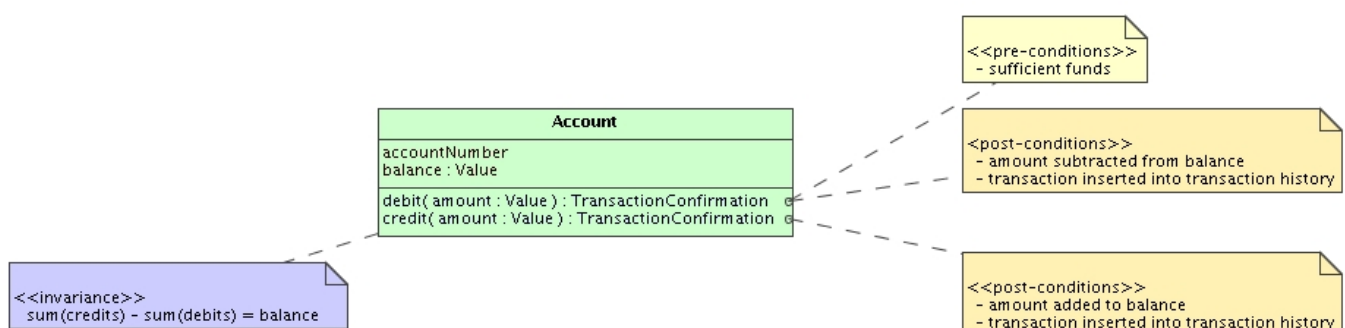 <<pre-conditions>>
- sufficient funds
Account
accountNumber
balance : Value
debit( amount : Value ) : TransactionConfirmation
credit( amount : Value ) : TransactionConfirmation
<post-conditions>>
- amount subtracted from balance
- transaction inserted into transaction history
<<invariance>>
sum(credits) - sum(debits) = balance
<<post-conditions>>
- amount added to balance
- transaction inserted into transaction history